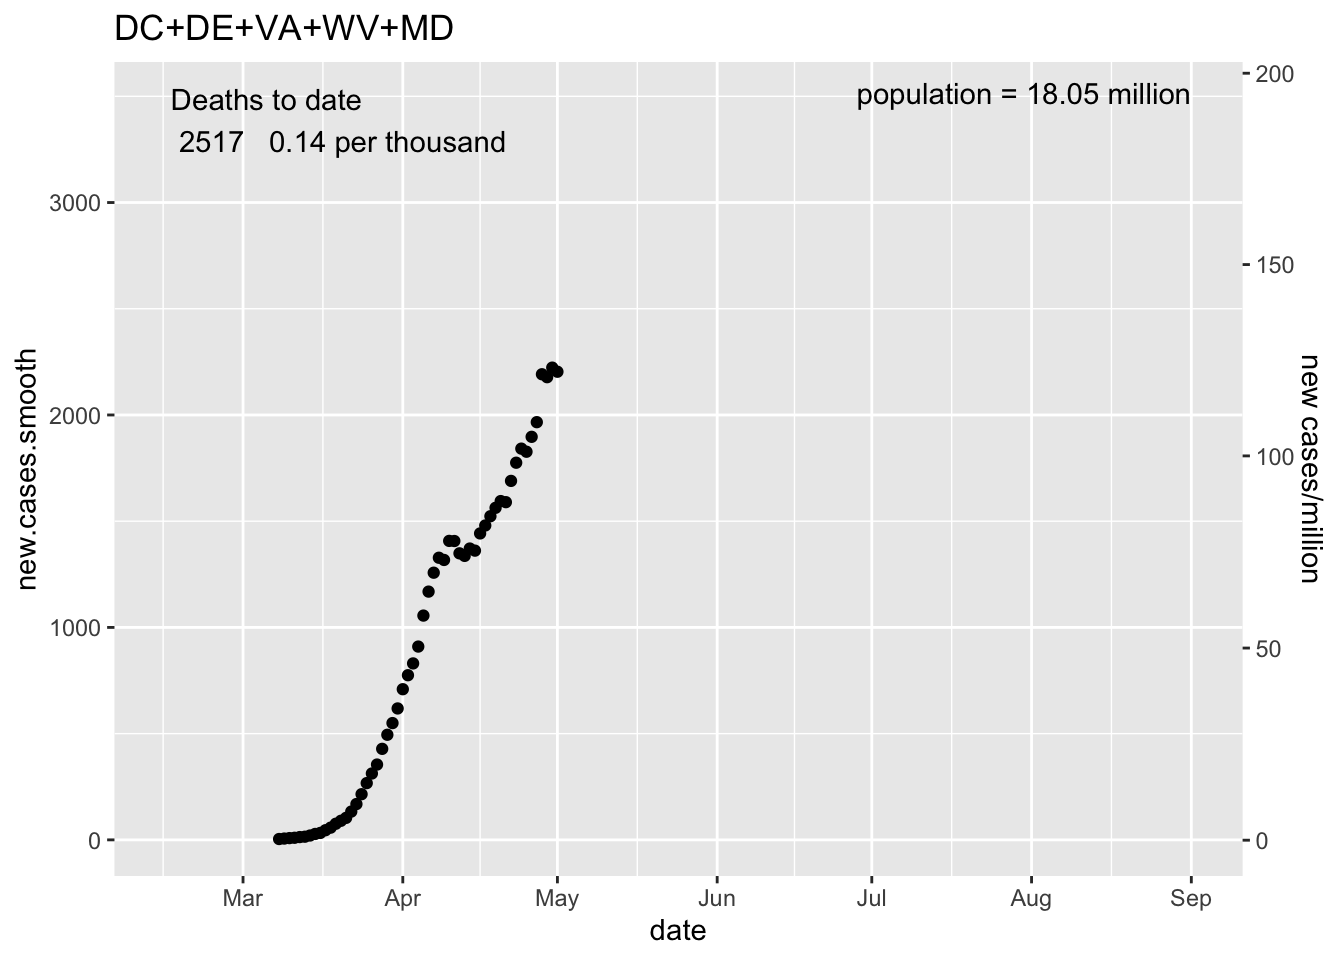 DC+DE+VA+WV+MD
Deaths to date
2517 0.14 per thousand
population = 18.05 million
new.cases.smooth
3000
2000
1000
0
200
150
100
50
0
new cases/million
Mar Apr May Jun Jul Aug Sep
date